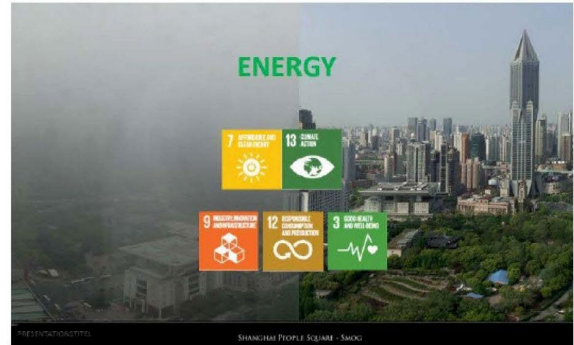 ENERGY
7 AFFORDABLE AND
CLEAN ENERGY
13 CLIMATE
ACTION
9 INDUSTRY, INNOVATION
AND INFRASTRUCTURE
12 RESPONSIBLE
CONSUMPTION
AND PRODUCTION
3 GOOD HEALTH
AND WELL-BEING
PRESENTATIONSTITEL
SHANGHAI PEOPLE SQUARE - SMOG